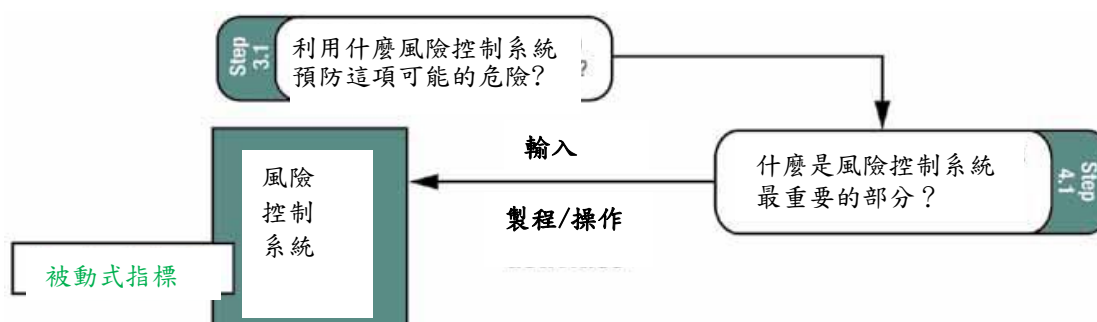 Step
3.1
利用什麼風險控制系統
預防這項可能的危險?
?
輸入
製程/操作
什麼是風險控制系統
最重要的部分?
Step
4.1
風險
控制
系統
被動式指標